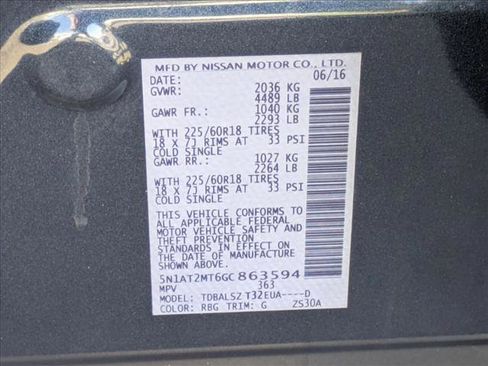 MFD BY NISSAN MOTOR CO., LTD.
DATE: 06/16
GVWR: 2036 KG
4489 LB
GAWR FR.: 1040 KG
2293 LB
WITH 225/60R18 TIRES
18 X 7J RIMS AT 33 PSI
COLD SINGLE
GAWR RR.: 1027 KG
2264 LB
WITH 225/60R18 TIRES
18 X 7J RIMS AT 33 PSI
COLD SINGLE
THIS VEHICLE CONFORMS TO
ALL APPLICABLE FEDERAL
MOTOR VEHICLE SAFETY AND
THEFT PREVENTION
STANDARDS IN EFFECT ON
THE DATE OF MANUFACTURE
SHOWN ABOVE.
5N1AT2MT6GC863594
MPV 363
MODEL: TDBALSZ T32EUA----D
COLOR: RBG TRIM: G ZS30A